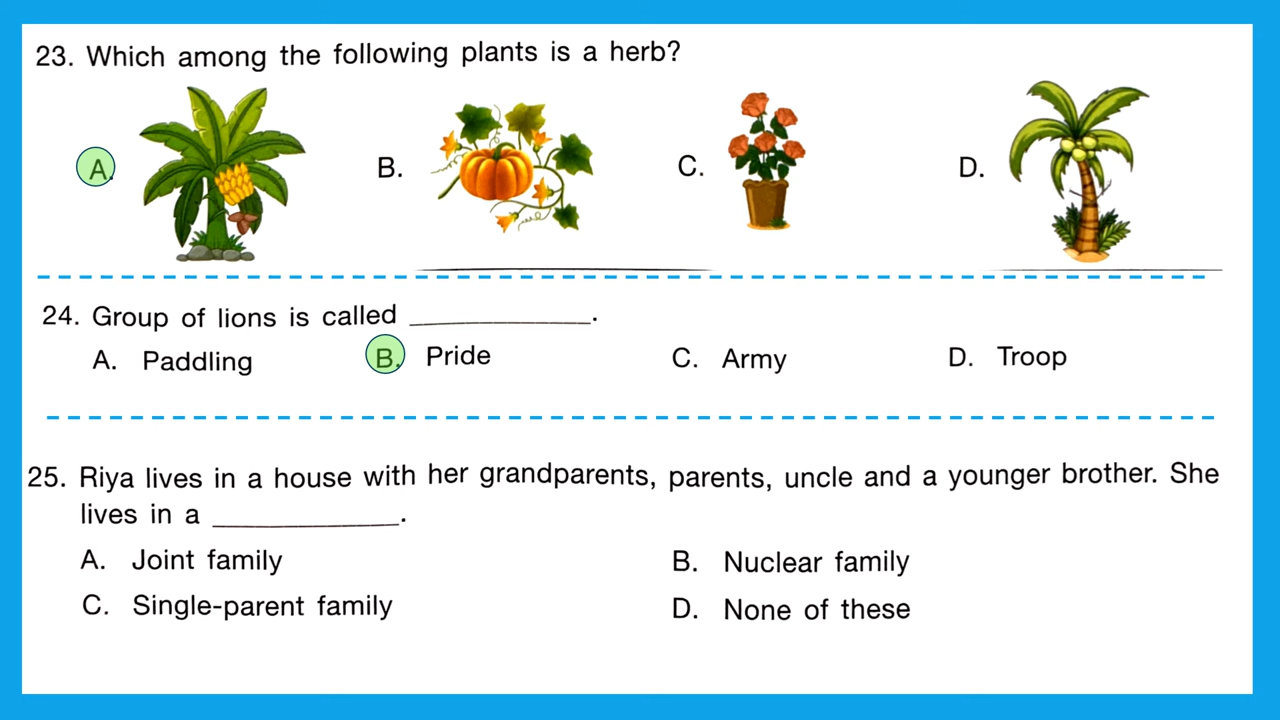 23. Which among the following plants is a herb?
A. B. C. D.
24. Group of lions is called ____________.
A. Paddling B. Pride C. Army D. Troop
25. Riya lives in a house with her grandparents, parents, uncle and a younger brother. She
lives in a ____________.
A. Joint family B. Nuclear family
C. Single-parent family D. None of these